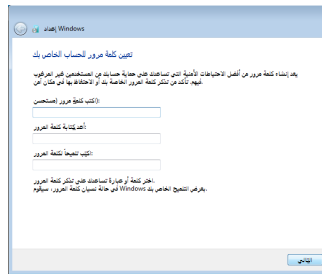 إعداد Windows
تعيين كلمة مرور للحساب الخاص بك
يعد إنشاء كلمة مرور من أفضل الاحتياطات الأمنية التي تساعدك على حماية حسابك من المستخدمين غير المرغوب
فيهم. تأكد من تذكر كلمة المرور الخاصة بك أو الاحتفاظ بها في مكان آمن.
اكتب كلمة مرور (مستحسن):
أعد كتابة كلمة المرور:
اكتب تلميحاً لكلمة المرور:
اختر كلمة أو عبارة تساعدك على تذكر كلمة المرور.
يعرض التلميح الخاص بك Windows في حالة نسيان كلمة المرور، سيقوم.
التالي